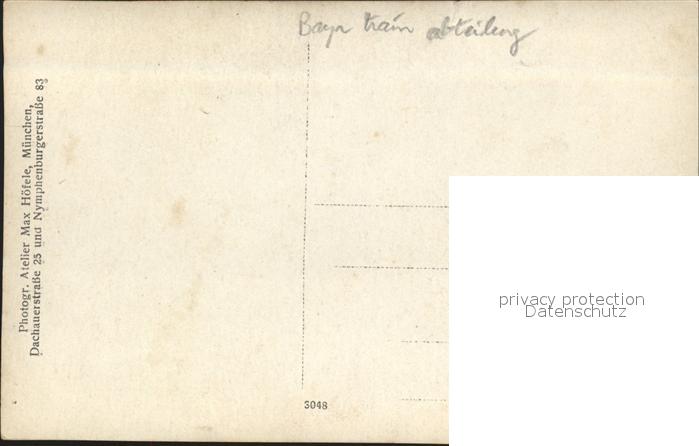 Bayr train abteilung
Photogr. Atelier Max Höfele, München,
Dachauerstraße 25 und Nymphenburgerstraße 83
privacy protection
Datenschutz
3048